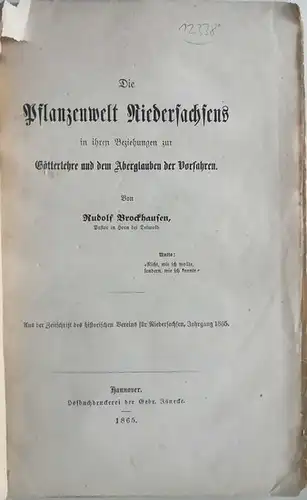 12338
Die
Pflanzenwelt Niedersachsens
in ihren Beziehungen zur
Götterlehre und dem Aberglauben der Vorfahren.
Von
Rudolf Brockhausen,
Pastor in Horn bei Detmold.
Motto:
»Nicht, wie ich wollte,
sondern, wie ich konnte«
Aus der Zeitschrift des historischen Vereins für Niedersachsen, Jahrgang 1865.
Hannover.
Hofbuchdruckerei der Gebr. Jänecke.
1865.